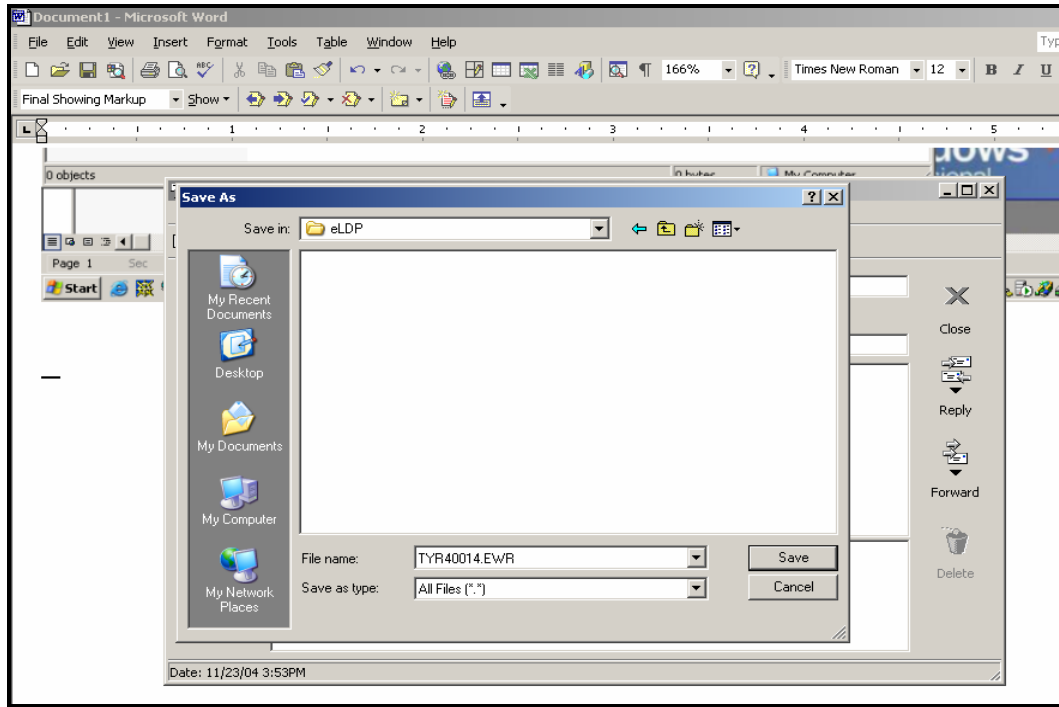 Document1 - Microsoft Word
File Edit View Insert Format Tools Table Window Help
166% Times New Roman 12 B I U
Final Showing Markup Show
1 2 3 4 5
0 objects 0 bytes My Computer
Save As
Save in: eLDP
My Recent
Documents
Desktop
My Documents
My Computer
My Network
Places
File name: TYR40014.EWR Save
Save as type: All Files (*.*) Cancel
Page 1 Sec
Start
Close
Reply
Forward
Delete
Date: 11/23/04 3:53PM